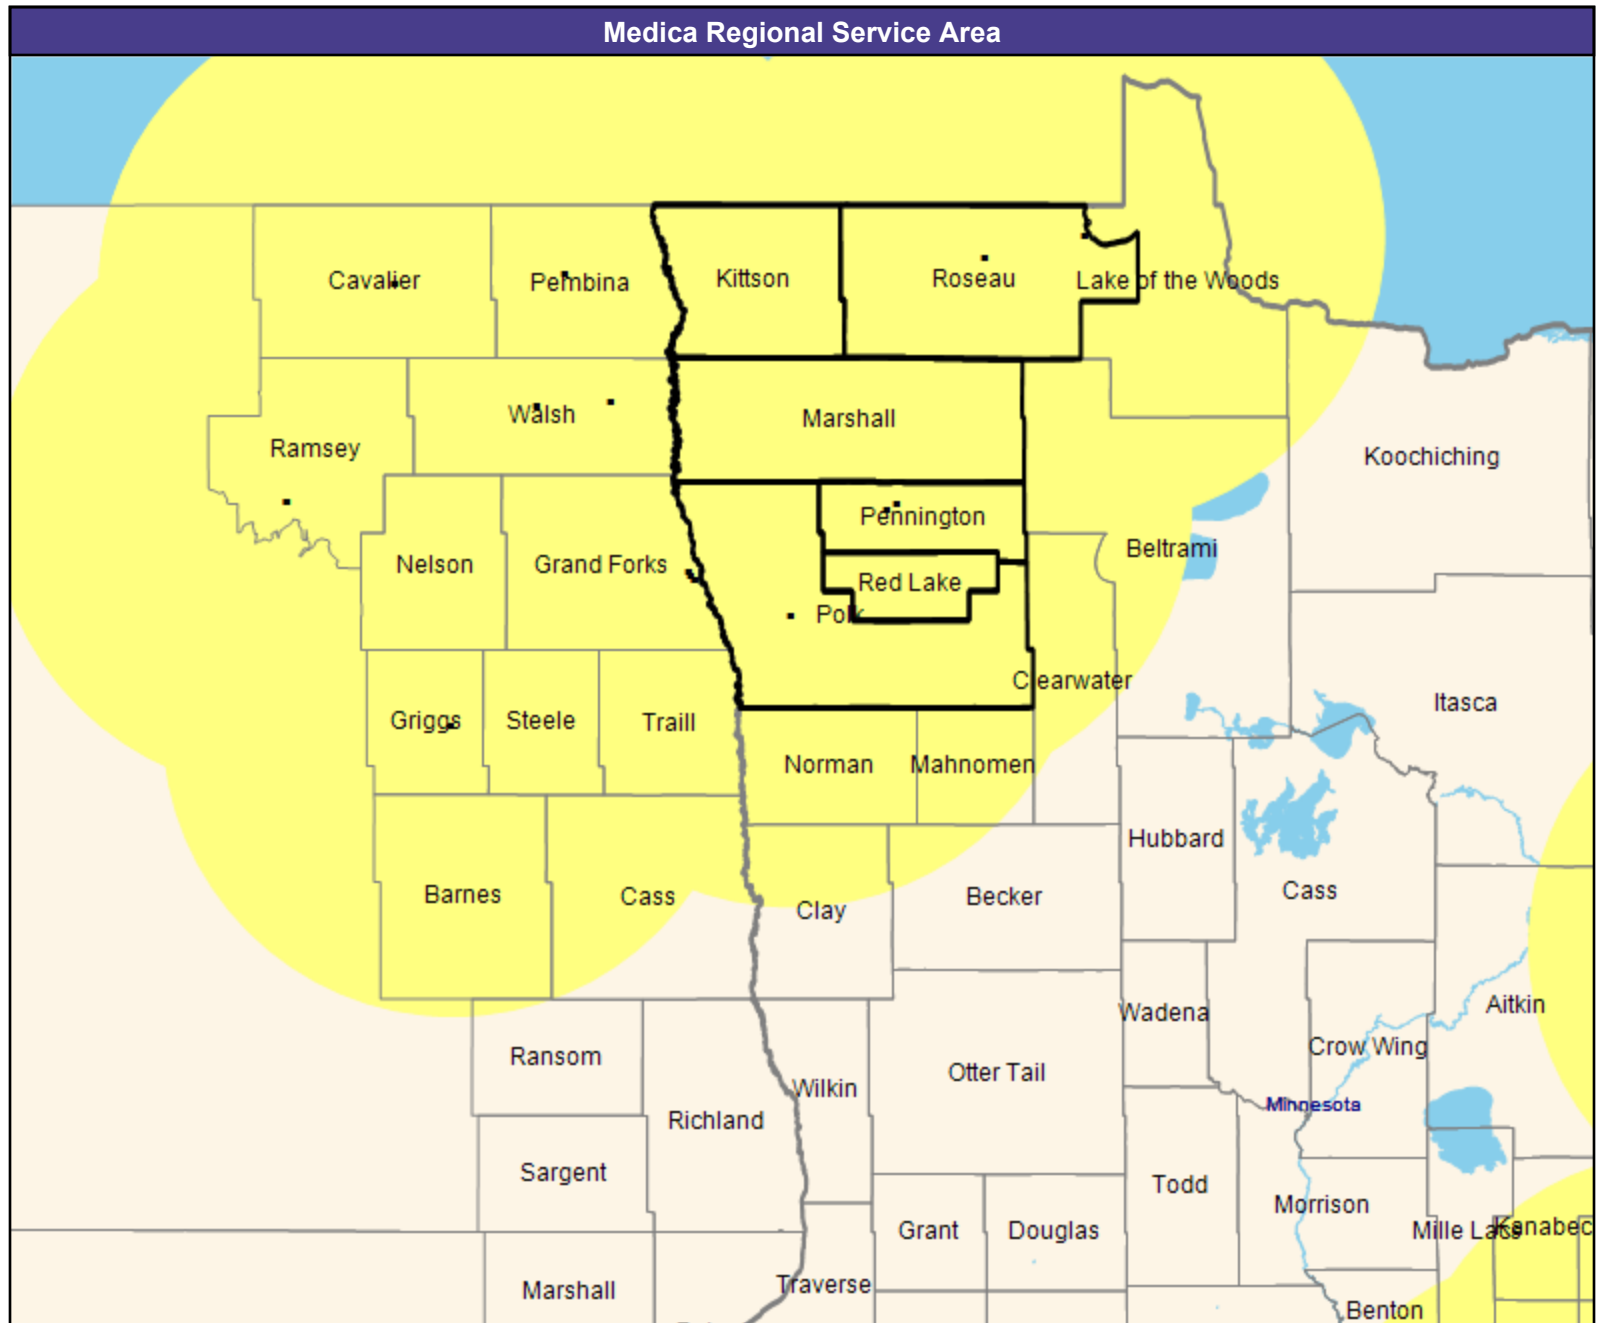 Medica Regional Service Area
Cavalier
Pembina
Kittson
Roseau
Lake of the Woods
Walsh
Marshall
Ramsey
Koochiching
Pennington
Beltrami
Nelson
Grand Forks
Red Lake
Polk
Clearwater
Itasca
Griggs
Steele
Traill
Norman
Mahnomen
Hubbard
Cass
Barnes
Cass
Clay
Becker
Aitkin
Wadena
Crow Wing
Ransom
Otter Tail
Wilkin
Minnesota
Richland
Sargent
Todd
Morrison
Grant
Douglas
Mille Lacs
Kanabec
Marshall
Traverse
Benton